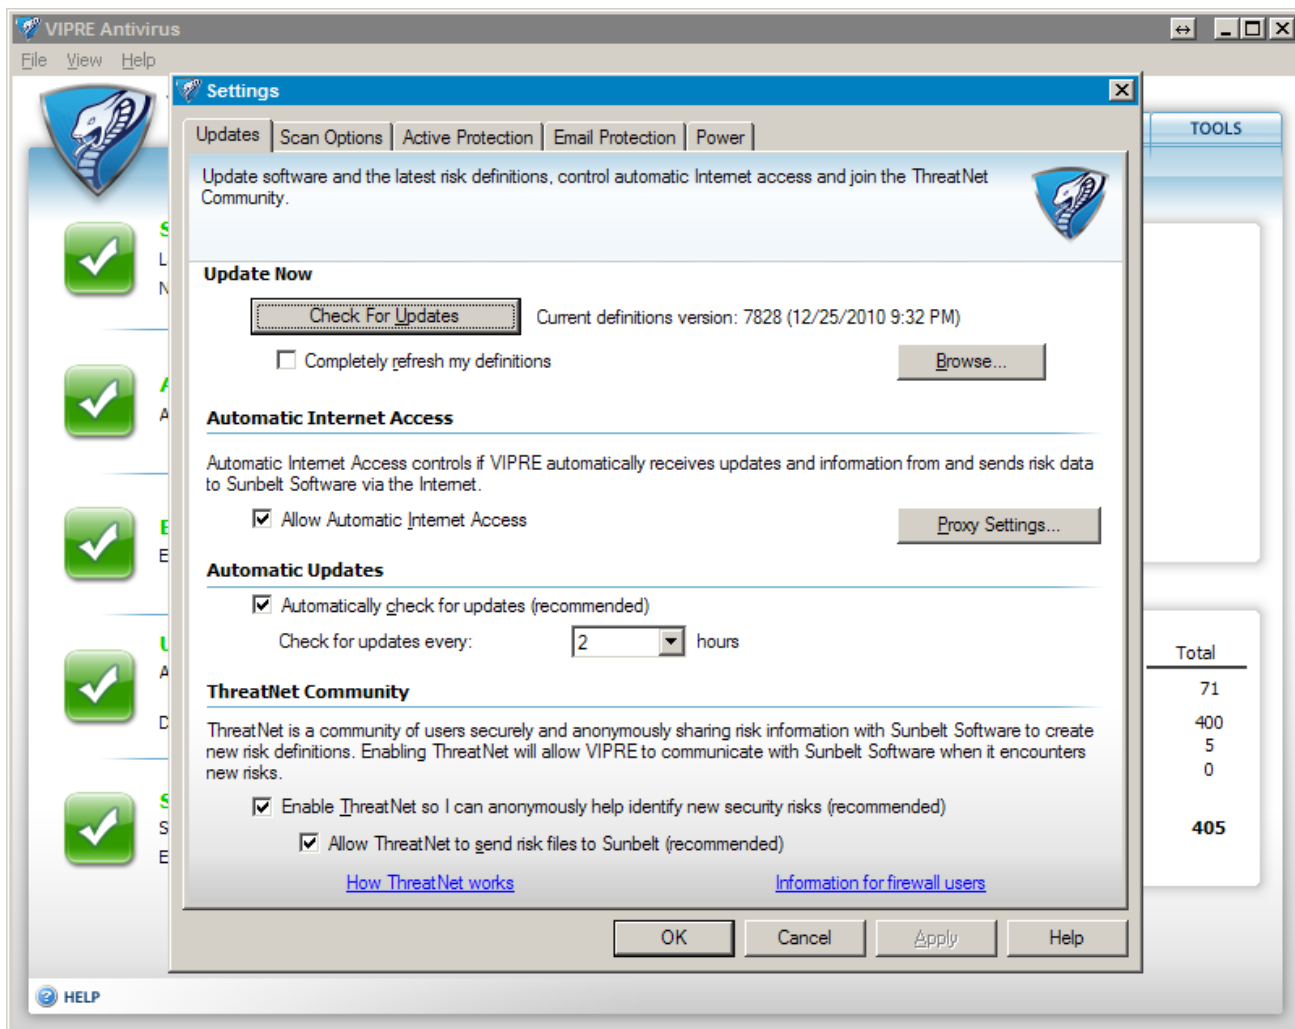 VIPRE Antivirus
File View Help
Settings
TOOLS
Updates Scan Options Active Protection Email Protection Power
Update software and the latest risk definitions, control automatic Internet access and join the ThreatNet
Community.
Update Now
Check For Updates Current definitions version: 7828 (12/25/2010 9:32 PM)
Completely refresh my definitions Browse...
Automatic Internet Access
Automatic Internet Access controls if VIPRE automatically receives updates and information from and sends risk data
to Sunbelt Software via the Internet.
Allow Automatic Internet Access Proxy Settings...
Automatic Updates
Automatically check for updates (recommended)
Check for updates every: 2 hours
ThreatNet Community
ThreatNet is a community of users securely and anonymously sharing risk information with Sunbelt Software to create
new risk definitions. Enabling ThreatNet will allow VIPRE to communicate with Sunbelt Software when it encounters
new risks.
Enable ThreatNet so I can anonymously help identify new security risks (recommended)
Allow ThreatNet to send risk files to Sunbelt (recommended)
How ThreatNet works Information for firewall users
OK Cancel Apply Help
Total
71
400
5
0
405
HELP